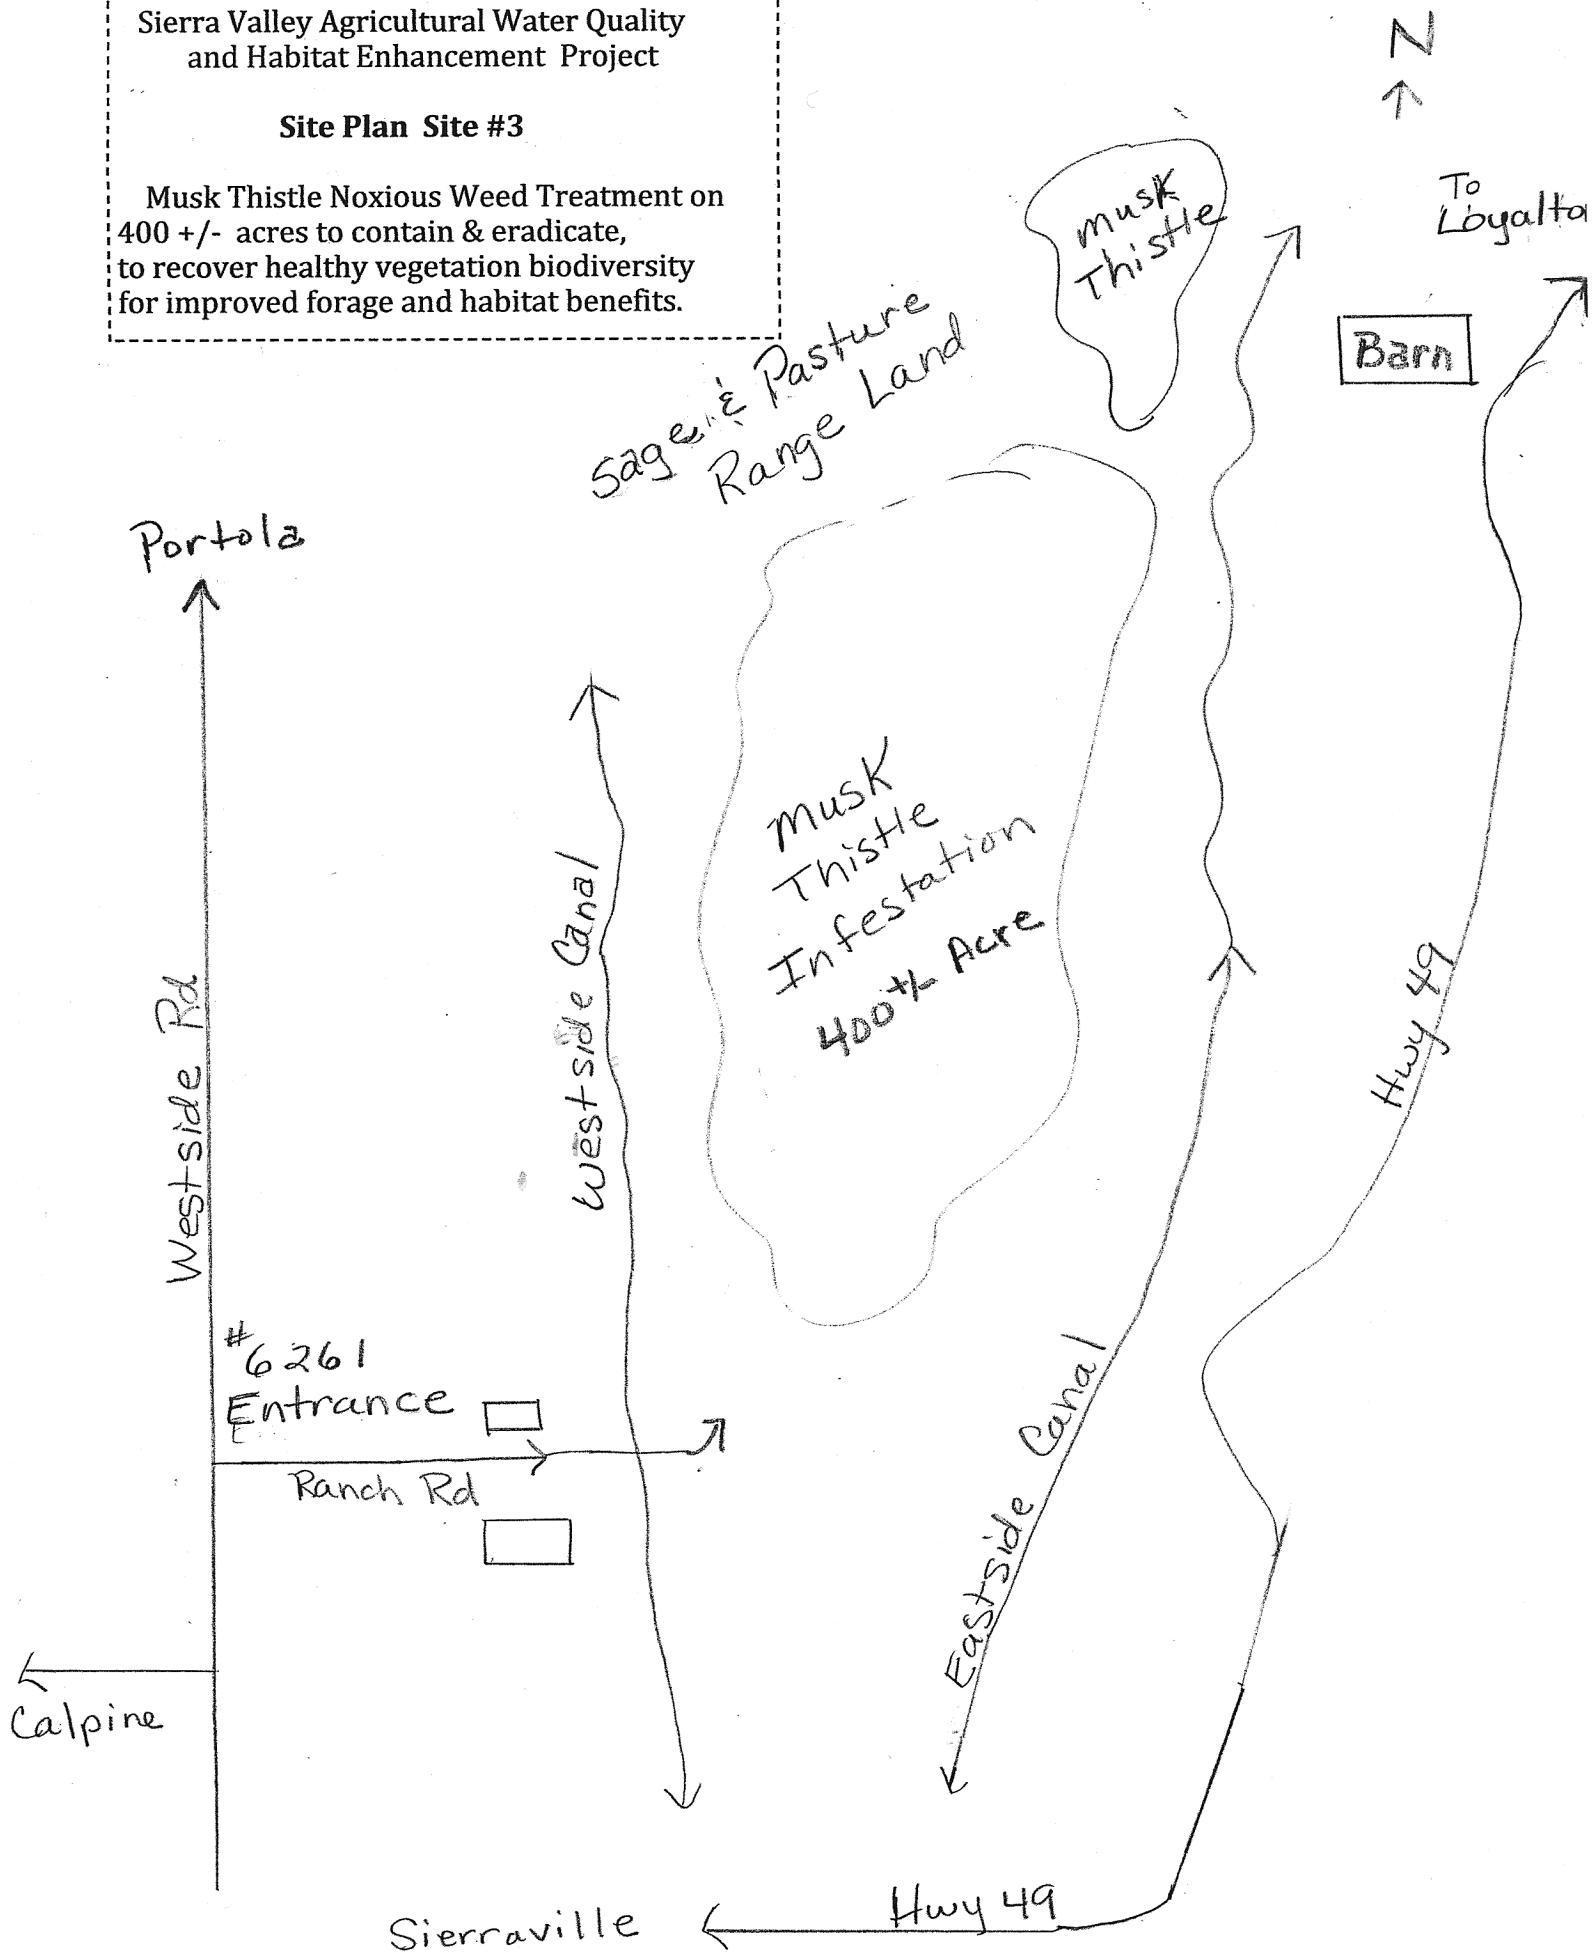 Sierra Valley Agricultural Water Quality
and Habitat Enhancement Project
Site Plan Site #3
Musk Thistle Noxious Weed Treatment on
400 +/- acres to contain & eradicate,
to recover healthy vegetation biodiversity
for improved forage and habitat benefits.
N
To
Loyalta
musk
Thistle
Barn
Sage & Pasture
Range Land
Portola
Westside Rd
Westside Canal
musk
Thistle
Infestation
400 +/- Acre
Hwy 49
#6261
Entrance
Ranch Rd
Eastside Canal
Calpine
Hwy 49
Sierraville